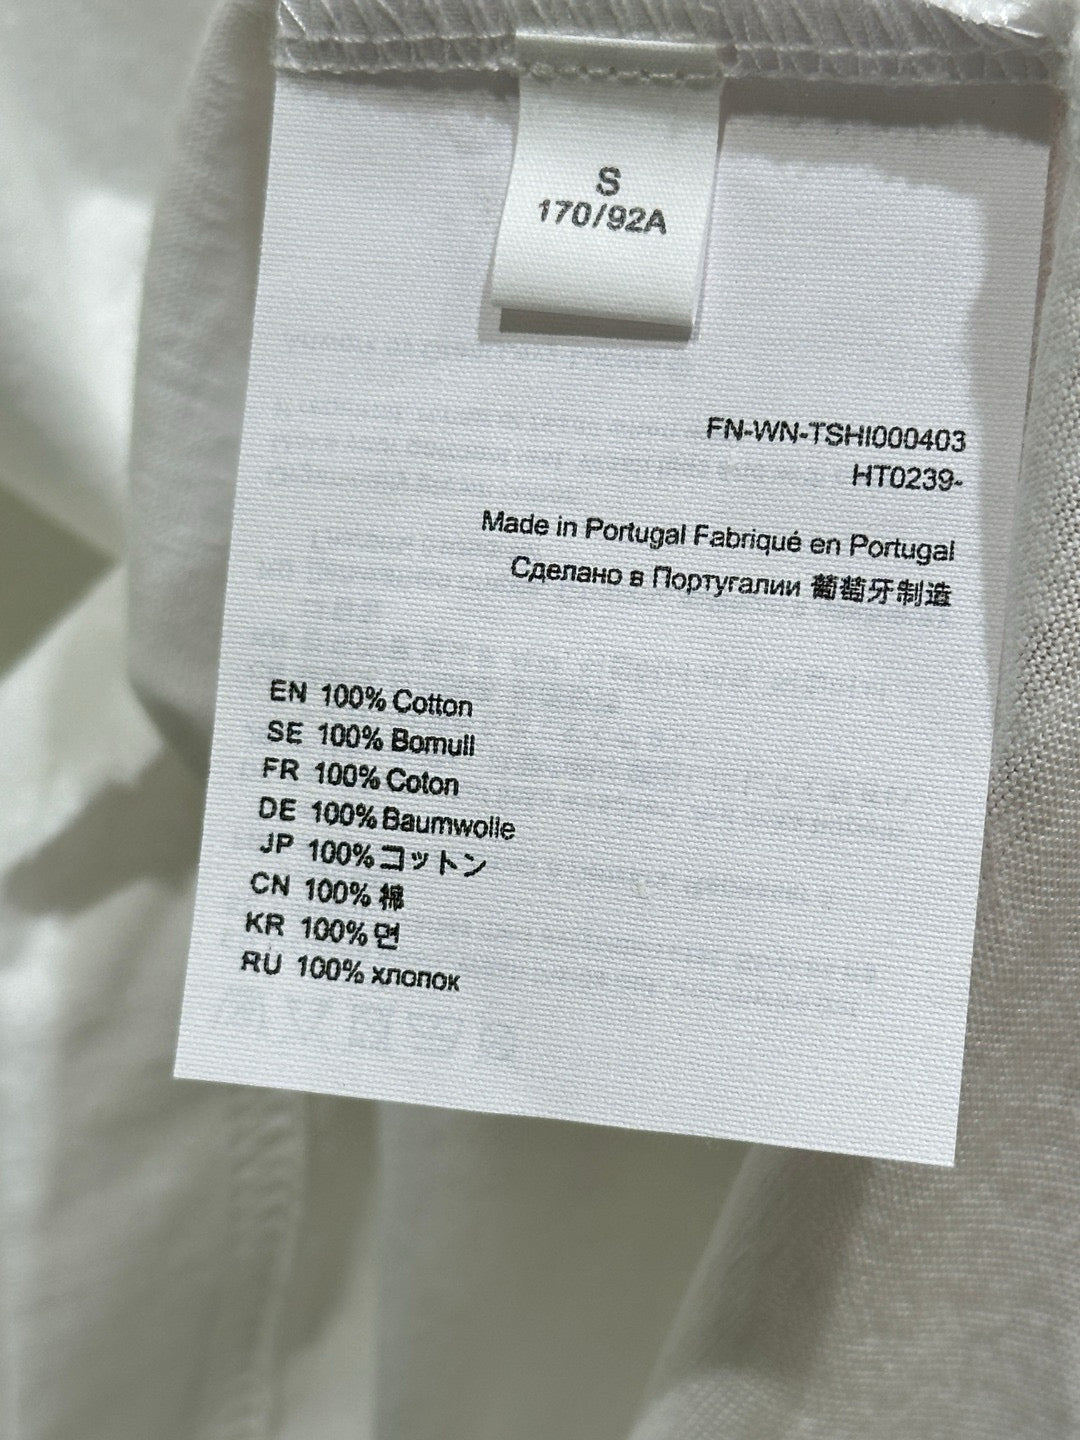 S
170/92A
FN-WN-TSHI000403
HT0239-
Made in Portugal Fabriqué en Portugal
Сделано в Португалии 葡萄牙制造
EN 100% Cotton
SE 100% Bomull
FR 100% Coton
DE 100% Baumwolle
JP 100% コットン
CN 100% 棉
KR 100% 면
RU 100% хлопок